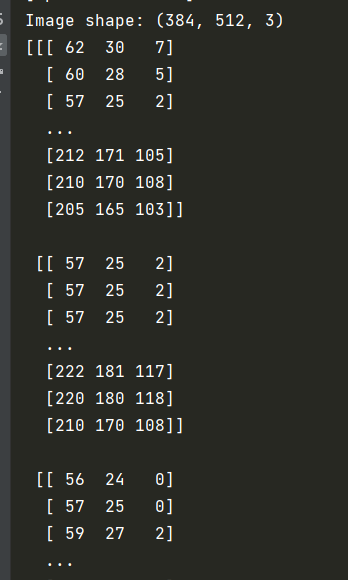 Image shape: (384, 512, 3)
[[[ 62  30   7]
  [ 60  28   5]
  [ 57  25   2]
  ...
  [212 171 105]
  [210 170 108]
  [205 165 103]]

 [[ 57  25   2]
  [ 57  25   2]
  [ 57  25   2]
  ...
  [222 181 117]
  [220 180 118]
  [210 170 108]]

 [[ 56  24   0]
  [ 57  25   0]
  [ 59  27   2]
  ...